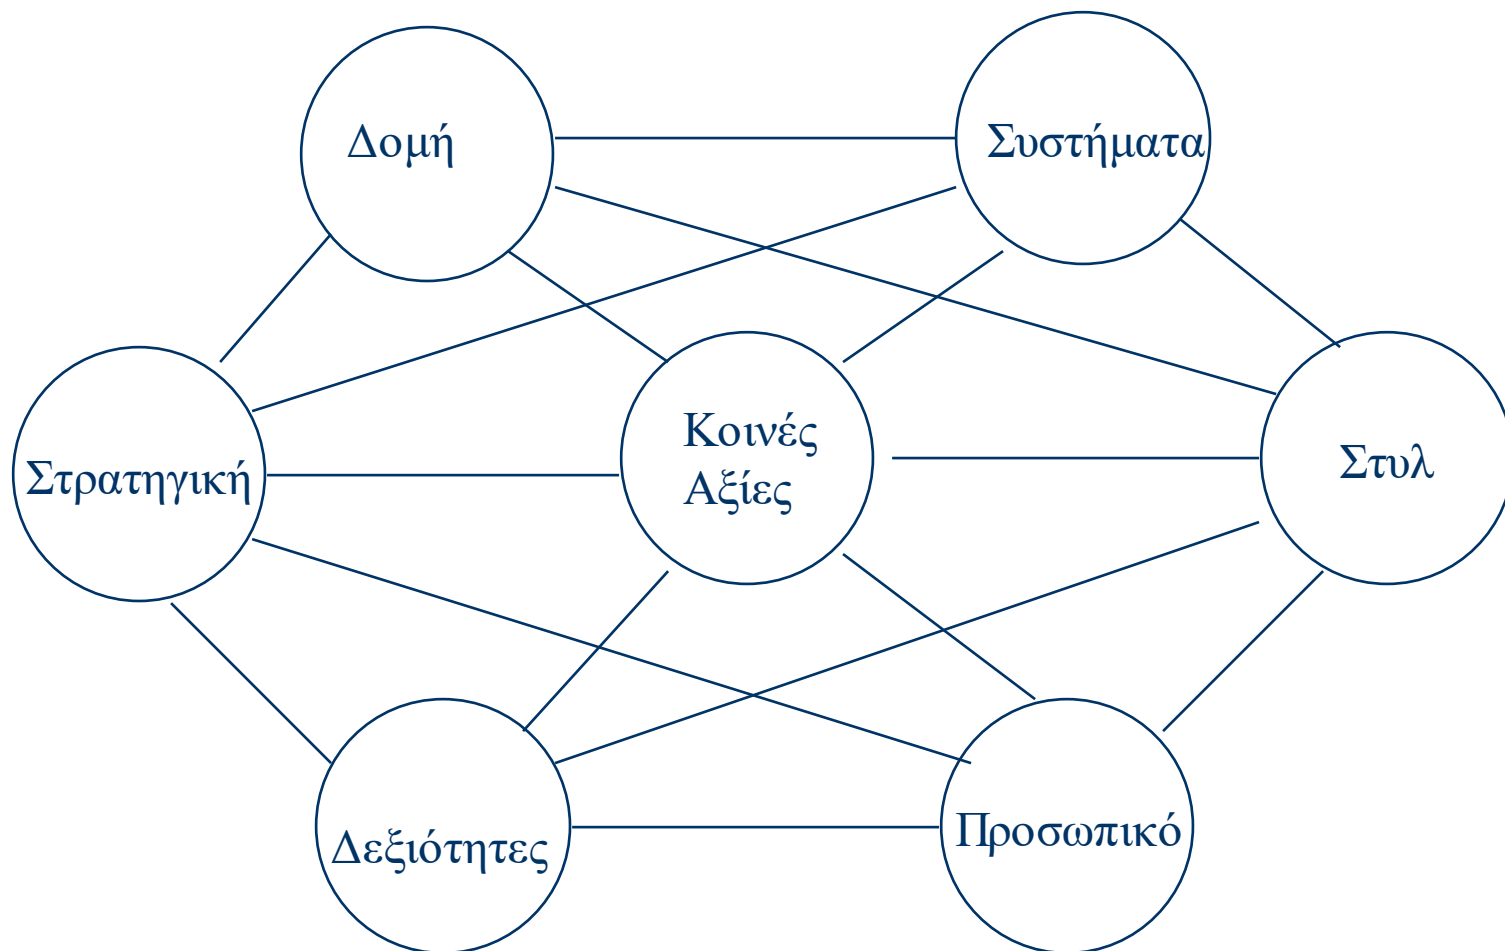 Δομή
Συστήματα
Κοινές
Αξίες
Στρατηγική
Στυλ
Δεξιότητες
Προσωπικό